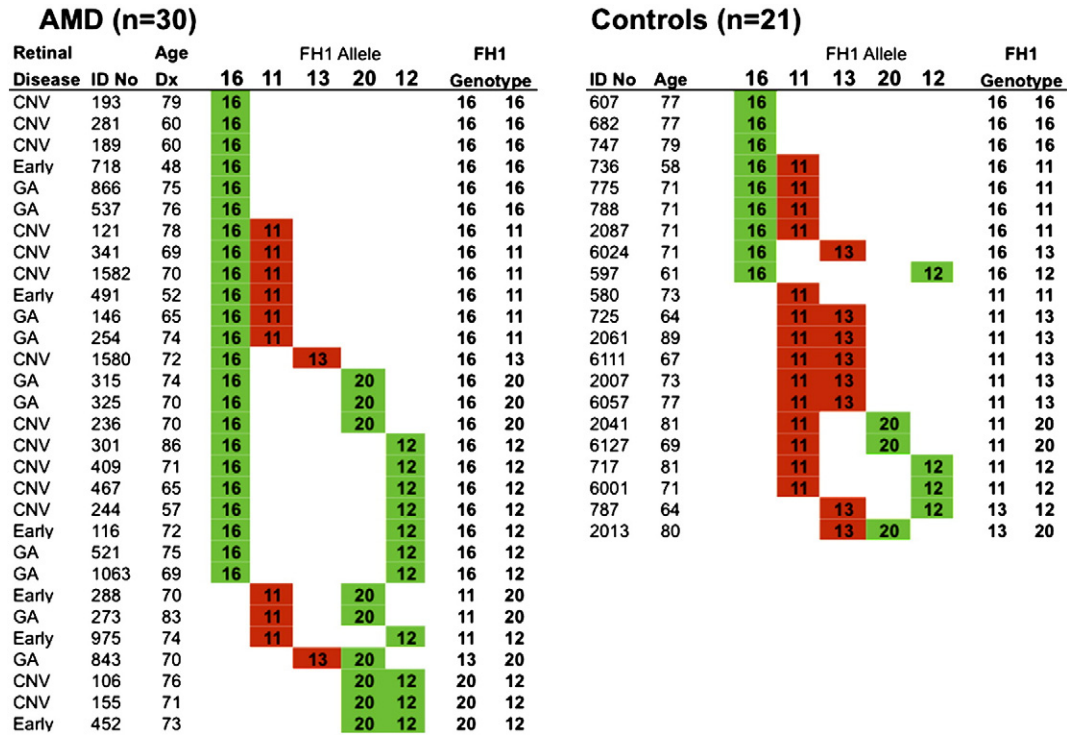 AMD (n=30)
Retinal Age FH1 Allele FH1
Disease ID No Dx 16 11 13 20 12 Genotype
CNV 193 79 16 16 16
CNV 281 60 16 16 16
CNV 189 60 16 16 16
Early 718 48 16 16 16
GA 866 75 16 16 16
GA 537 76 16 16 16
CNV 121 78 16 11 16 11
CNV 341 69 16 11 16 11
CNV 1582 70 16 11 16 11
Early 491 52 16 11 16 11
GA 146 65 16 11 16 11
GA 254 74 16 11 16 11
CNV 1580 72 16 13 16 13
GA 315 74 16 20 16 20
GA 325 70 16 20 16 20
CNV 236 70 16 20 16 20
CNV 301 86 16 12 16 12
CNV 409 71 16 12 16 12
CNV 467 65 16 12 16 12
CNV 244 57 16 12 16 12
Early 116 72 16 12 16 12
GA 521 75 16 12 16 12
GA 1063 69 16 12 16 12
Early 288 70 11 20 11 20
GA 273 83 11 20 11 20
Early 975 74 11 12 11 12
GA 843 70 13 20 13 20
CNV 106 76 20 12 20 12
CNV 155 71 20 12 20 12
Early 452 73 20 12 20 12
Controls (n=21)
FH1 Allele FH1
ID No Age 16 11 13 20 12 Genotype
607 77 16 16 16
682 77 16 16 16
747 79 16 16 16
736 58 16 11 16 11
775 71 16 11 16 11
788 71 16 11 16 11
2087 71 16 11 16 11
6024 71 16 13 16 13
597 61 16 12 16 12
580 73 11 11 11
725 64 11 13 11 13
2061 89 11 13 11 13
6111 67 11 13 11 13
2007 73 11 13 11 13
6057 77 11 13 11 13
2041 81 11 20 11 20
6127 69 11 20 11 20
717 81 11 12 11 12
6001 71 11 12 11 12
787 64 13 12 13 12
2013 80 13 20 13 20